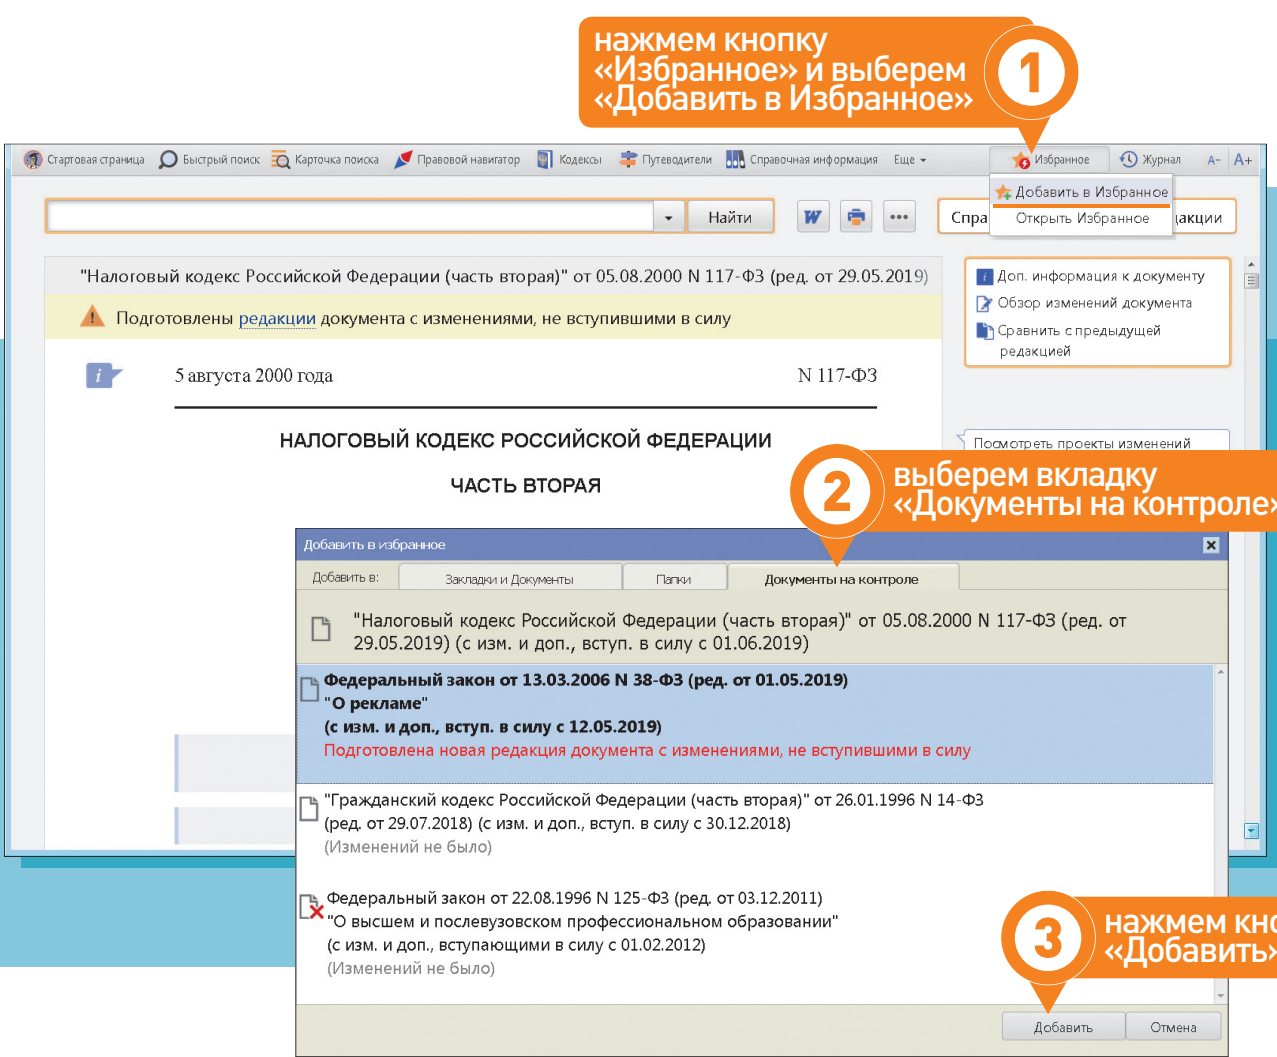 нажмем кнопку
«Избранное» и выберем
«Добавить в Избранное»
1
Стартовая страница Быстрый поиск Карточка поиска Правовой навигатор Кодексы Путеводители Справочная информация Еще Избранное Журнал А- А+
Добавить в Избранное
Открыть Избранное
Найти W
"Налоговый кодекс Российской Федерации (часть вторая)" от 05.08.2000 N 117-ФЗ (ред. от 29.05.2019)
Подготовлены редакции документа с изменениями, не вступившими в силу
i Доп. информация к документу
Обзор изменений документа
Сравнить с предыдущей
редакцией
i 5 августа 2000 года N 117-ФЗ
НАЛОГОВЫЙ КОДЕКС РОССИЙСКОЙ ФЕДЕРАЦИИ
ЧАСТЬ ВТОРАЯ
Посмотреть проекты изменений
2
выберем вкладку
«Документы на контроле»
Добавить в избранное
Добавить в: Закладки и Документы Папки Документы на контроле
"Налоговый кодекс Российской Федерации (часть вторая)" от 05.08.2000 N 117-ФЗ (ред. от
29.05.2019) (с изм. и доп., вступ. в силу с 01.06.2019)
Федеральный закон от 13.03.2006 N 38-ФЗ (ред. от 01.05.2019)
"О рекламе"
(с изм. и доп., вступ. в силу с 12.05.2019)
Подготовлена новая редакция документа с изменениями, не вступившими в силу
"Гражданский кодекс Российской Федерации (часть вторая)" от 26.01.1996 N 14-ФЗ
(ред. от 29.07.2018) (с изм. и доп., вступ. в силу с 30.12.2018)
(Изменений не было)
Федеральный закон от 22.08.1996 N 125-ФЗ (ред. от 03.12.2011)
"О высшем и послевузовском профессиональном образовании"
(с изм. и доп., вступающими в силу с 01.02.2012)
(Изменений не было)
3
нажмем
«Добавить»
Добавить Отмена